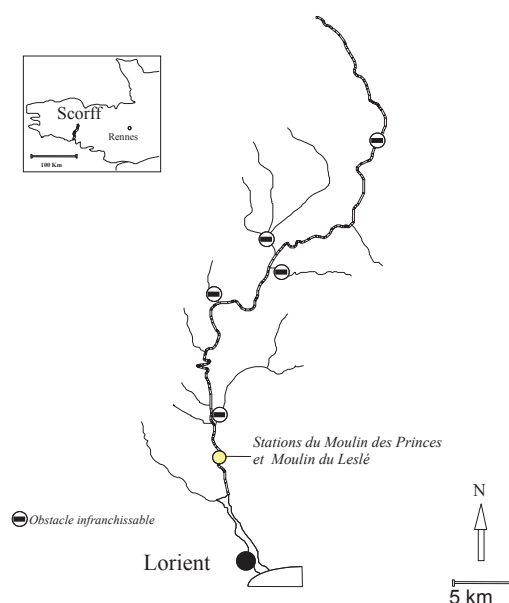 Scorff
Rennes
100 Km
Stations du Moulin des Princes
et Moulin du Leslé
Obstacle infranchissable
Lorient
N
5 km